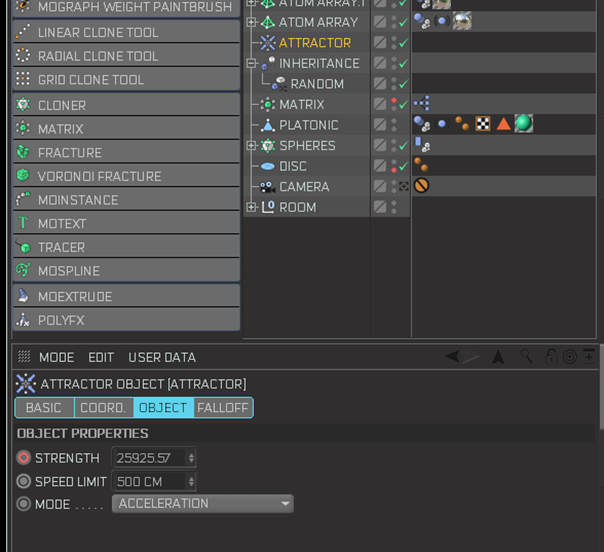 MOGRAPH WEIGHT PAINTBRUSH
LINEAR CLONE TOOL
RADIAL CLONE TOOL
GRID CLONE TOOL
CLONER
MATRIX
FRACTURE
VORONOI FRACTURE
MOINSTANCE
MOTEXT
TRACER
MOSPLINE
MOEXTRUDE
POLYFX
ATOM ARRAY.1
ATOM ARRAY
ATTRACTOR
INHERITANCE
RANDOM
MATRIX
PLATONIC
SPHERES
DISC
CAMERA
ROOM
MODE EDIT USER DATA
ATTRACTOR OBJECT [ATTRACTOR]
BASIC COORD. OBJECT FALLOFF
OBJECT PROPERTIES
STRENGTH 25925.57
SPEED LIMIT 500 CM
MODE ..... ACCELERATION